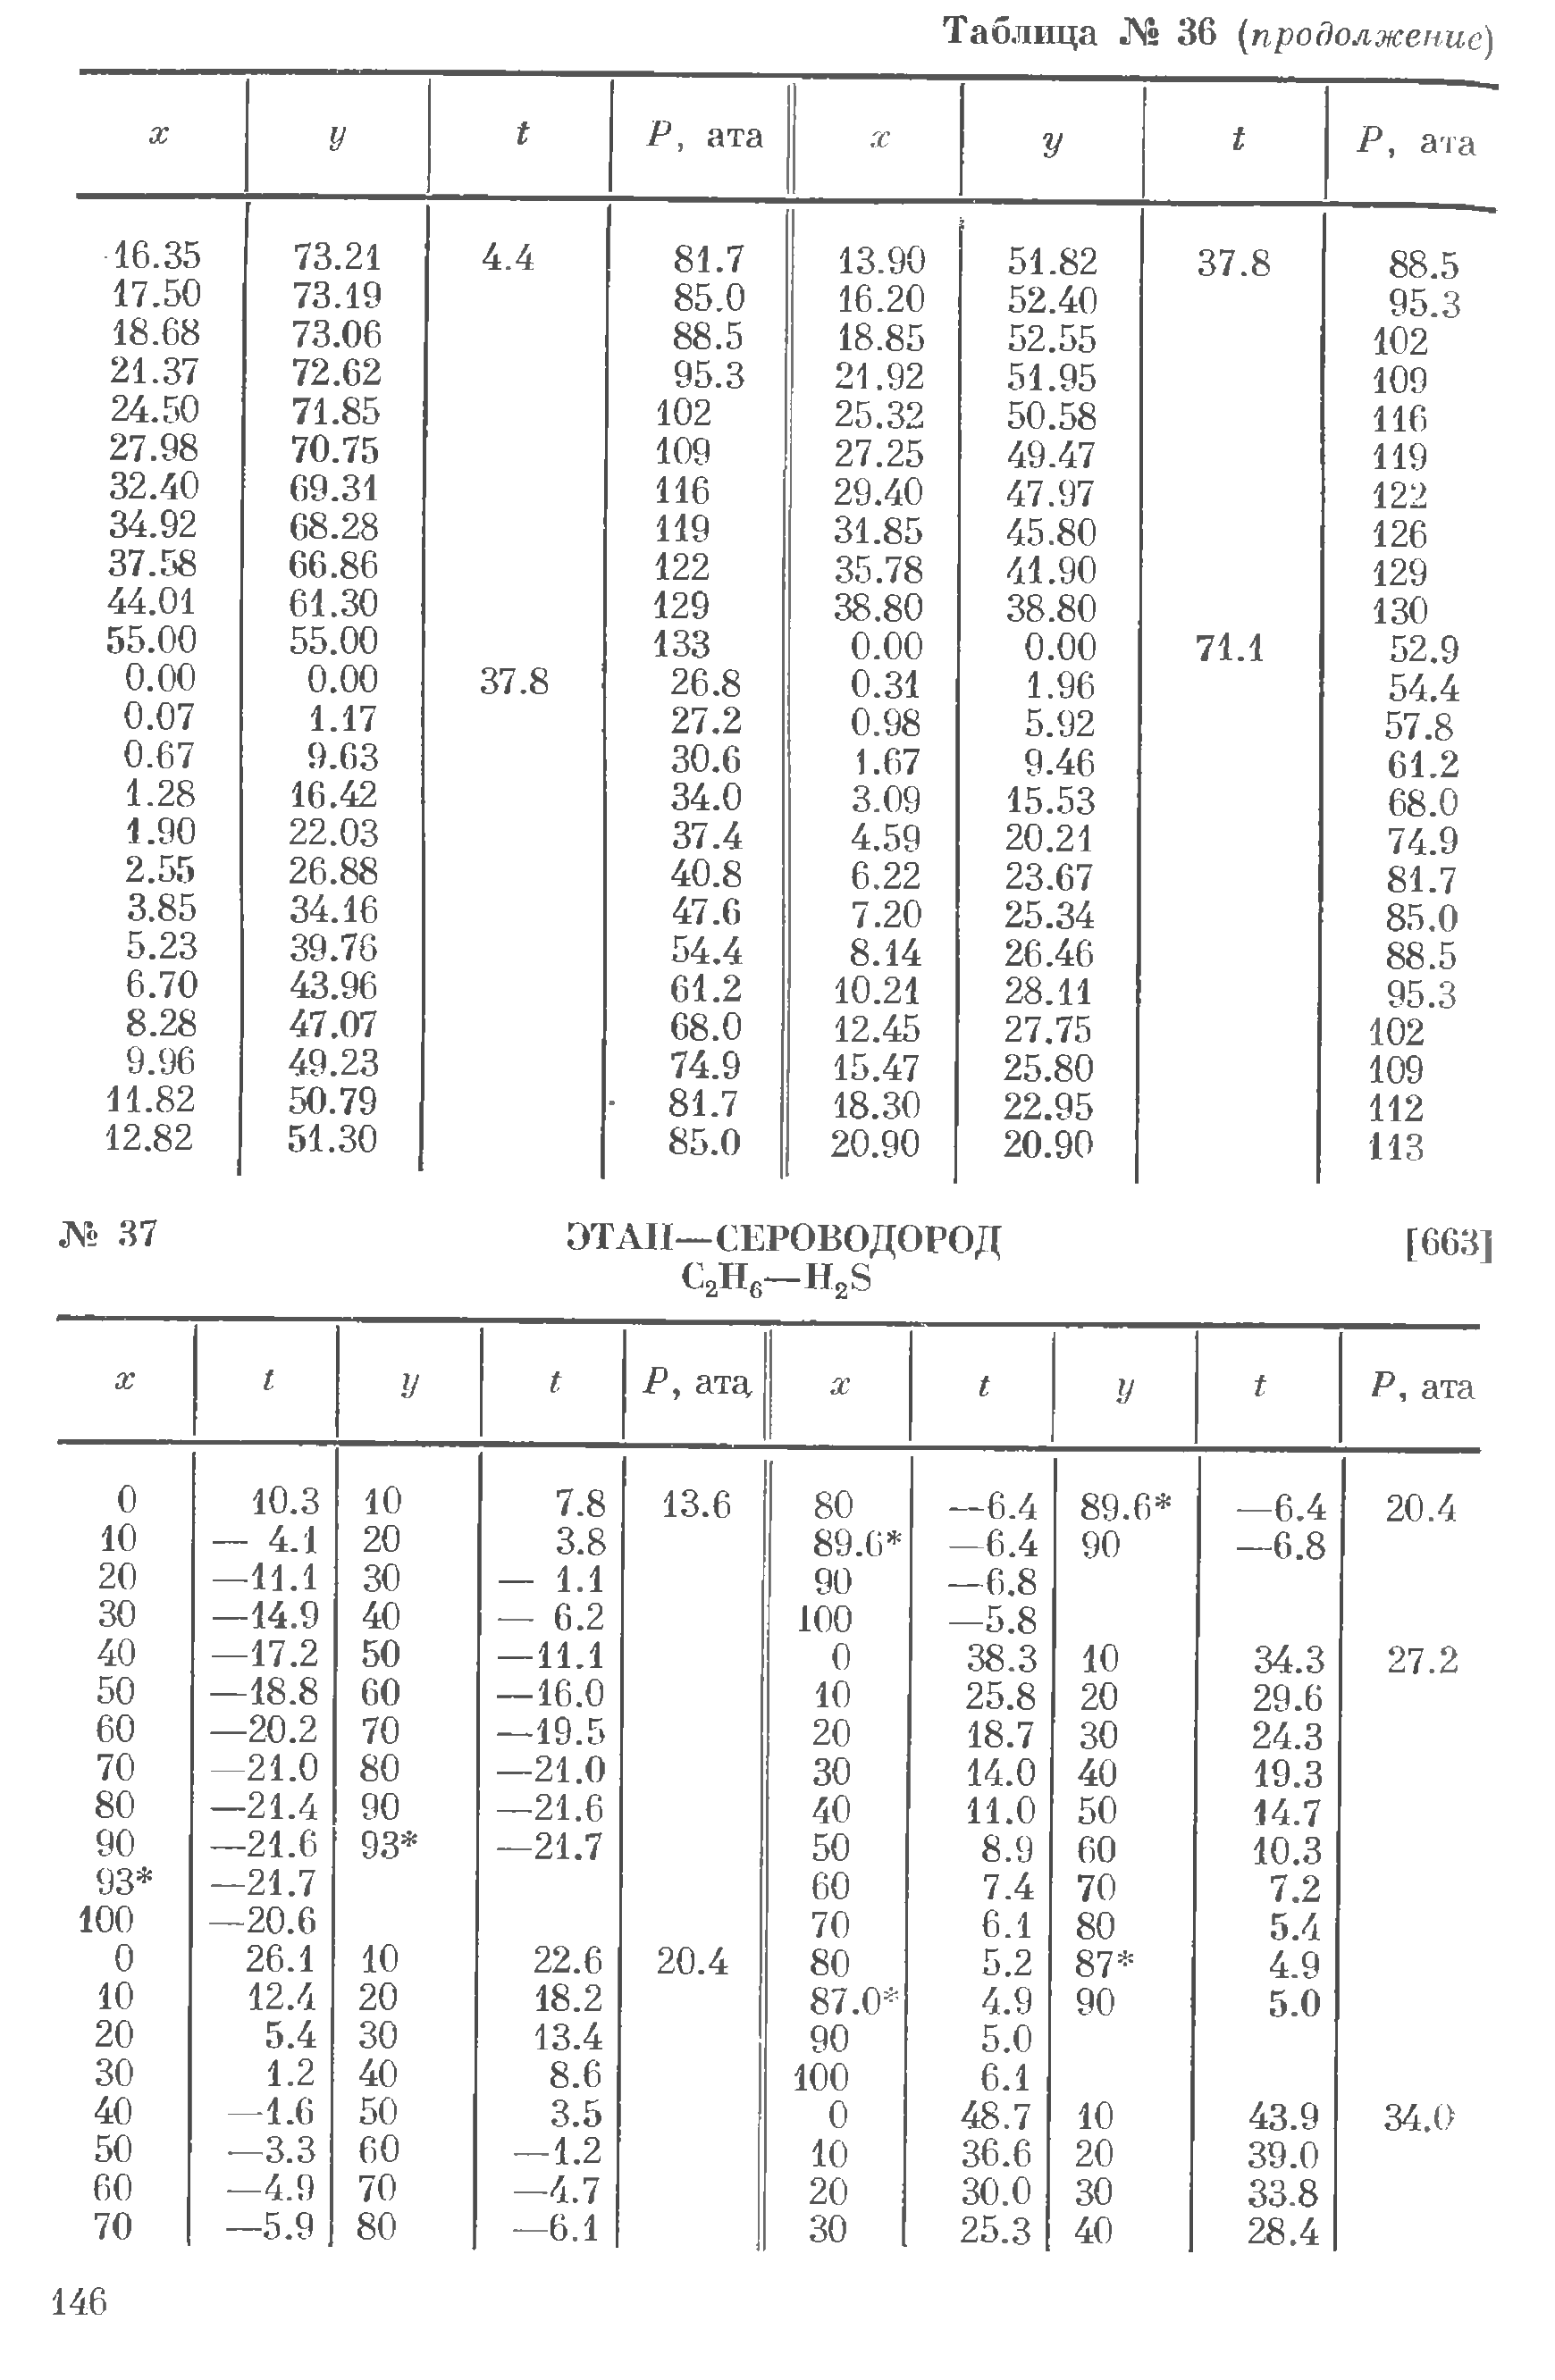 Таблица № 36 (продолжение)
x y t P, ата x y t P, ата
16.35 73.21 4.4 81.7 13.90 51.82 37.8 88.5
17.50 73.19 85.0 16.20 52.40 95.3
18.68 73.06 88.5 18.85 52.55 102
21.37 72.62 95.3 21.92 51.95 109
24.50 71.85 102 25.32 50.58 116
27.98 70.75 109 27.25 49.47 119
32.40 69.31 116 29.40 47.97 122
34.92 68.28 119 31.85 45.80 126
37.58 66.86 122 35.78 41.90 129
44.01 61.30 129 38.80 38.80 130
55.00 55.00 133 0.00 0.00 71.1 52.9
0.00 0.00 37.8 26.8 0.31 1.96 54.4
0.07 1.17 27.2 0.98 5.92 57.8
0.67 9.63 30.6 1.67 9.46 61.2
1.28 16.42 34.0 3.09 15.53 68.0
1.90 22.03 37.4 4.59 20.21 74.9
2.55 26.88 40.8 6.22 23.67 81.7
3.85 34.16 47.6 7.20 25.34 85.0
5.23 39.76 54.4 8.14 26.46 88.5
6.70 43.96 61.2 10.21 28.11 95.3
8.28 47.07 68.0 12.45 27.75 102
9.96 49.23 74.9 15.47 25.80 109
11.82 50.79 81.7 18.30 22.95 112
12.82 51.30 85.0 20.90 20.90 113
№ 37 ЭТАН—СЕРОВОДОРОД [663]
C₂H₆—H₂S
x t y t P, ата x t y t P, ата
0 10.3 10 7.8 13.6 80 —6.4 89.6* —6.4 20.4
10 — 4.1 20 3.8 89.6* —6.4 90 —6.8
20 —11.1 30 — 1.1 90 —6.8
30 —14.9 40 — 6.2 100 —5.8
40 —17.2 50 —11.1 0 38.3 10 34.3 27.2
50 —18.8 60 —16.0 10 25.8 20 29.6
60 —20.2 70 —19.5 20 18.7 30 24.3
70 —21.0 80 —21.0 30 14.0 40 19.3
80 —21.4 90 —21.6 40 11.0 50 14.7
90 —21.6 93* —21.7 50 8.9 60 10.3
93* —21.7 60 7.4 70 7.2
100 —20.6 70 6.1 80 5.4
0 26.1 10 22.6 20.4 80 5.2 87* 4.9
10 12.4 20 18.2 87.0* 4.9 90 5.0
20 5.4 30 13.4 90 5.0
30 1.2 40 8.6 100 6.1
40 —1.6 50 3.5 0 48.7 10 43.9 34.0
50 —3.3 60 —1.2 10 36.6 20 39.0
60 —4.9 70 —4.7 20 30.0 30 33.8
70 —5.9 80 —6.1 30 25.3 40 28.4
146